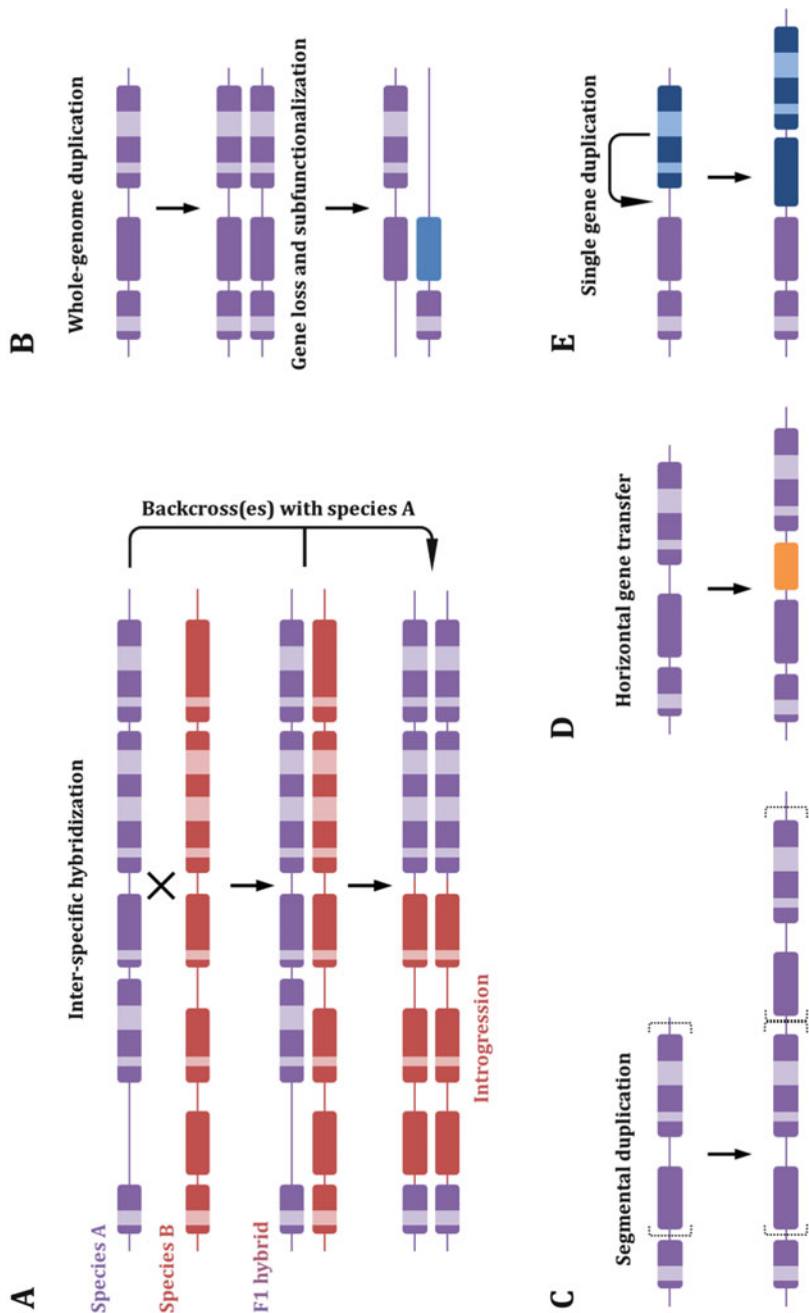 A
Inter-specific hybridization
Species A
Species B
F1 hybrid
Introgression
Backcross(es) with species A
B
Whole-genome duplication
Gene loss and subfunctionalization
C
Segmental duplication
D
Horizontal gene transfer
E
Single gene duplication